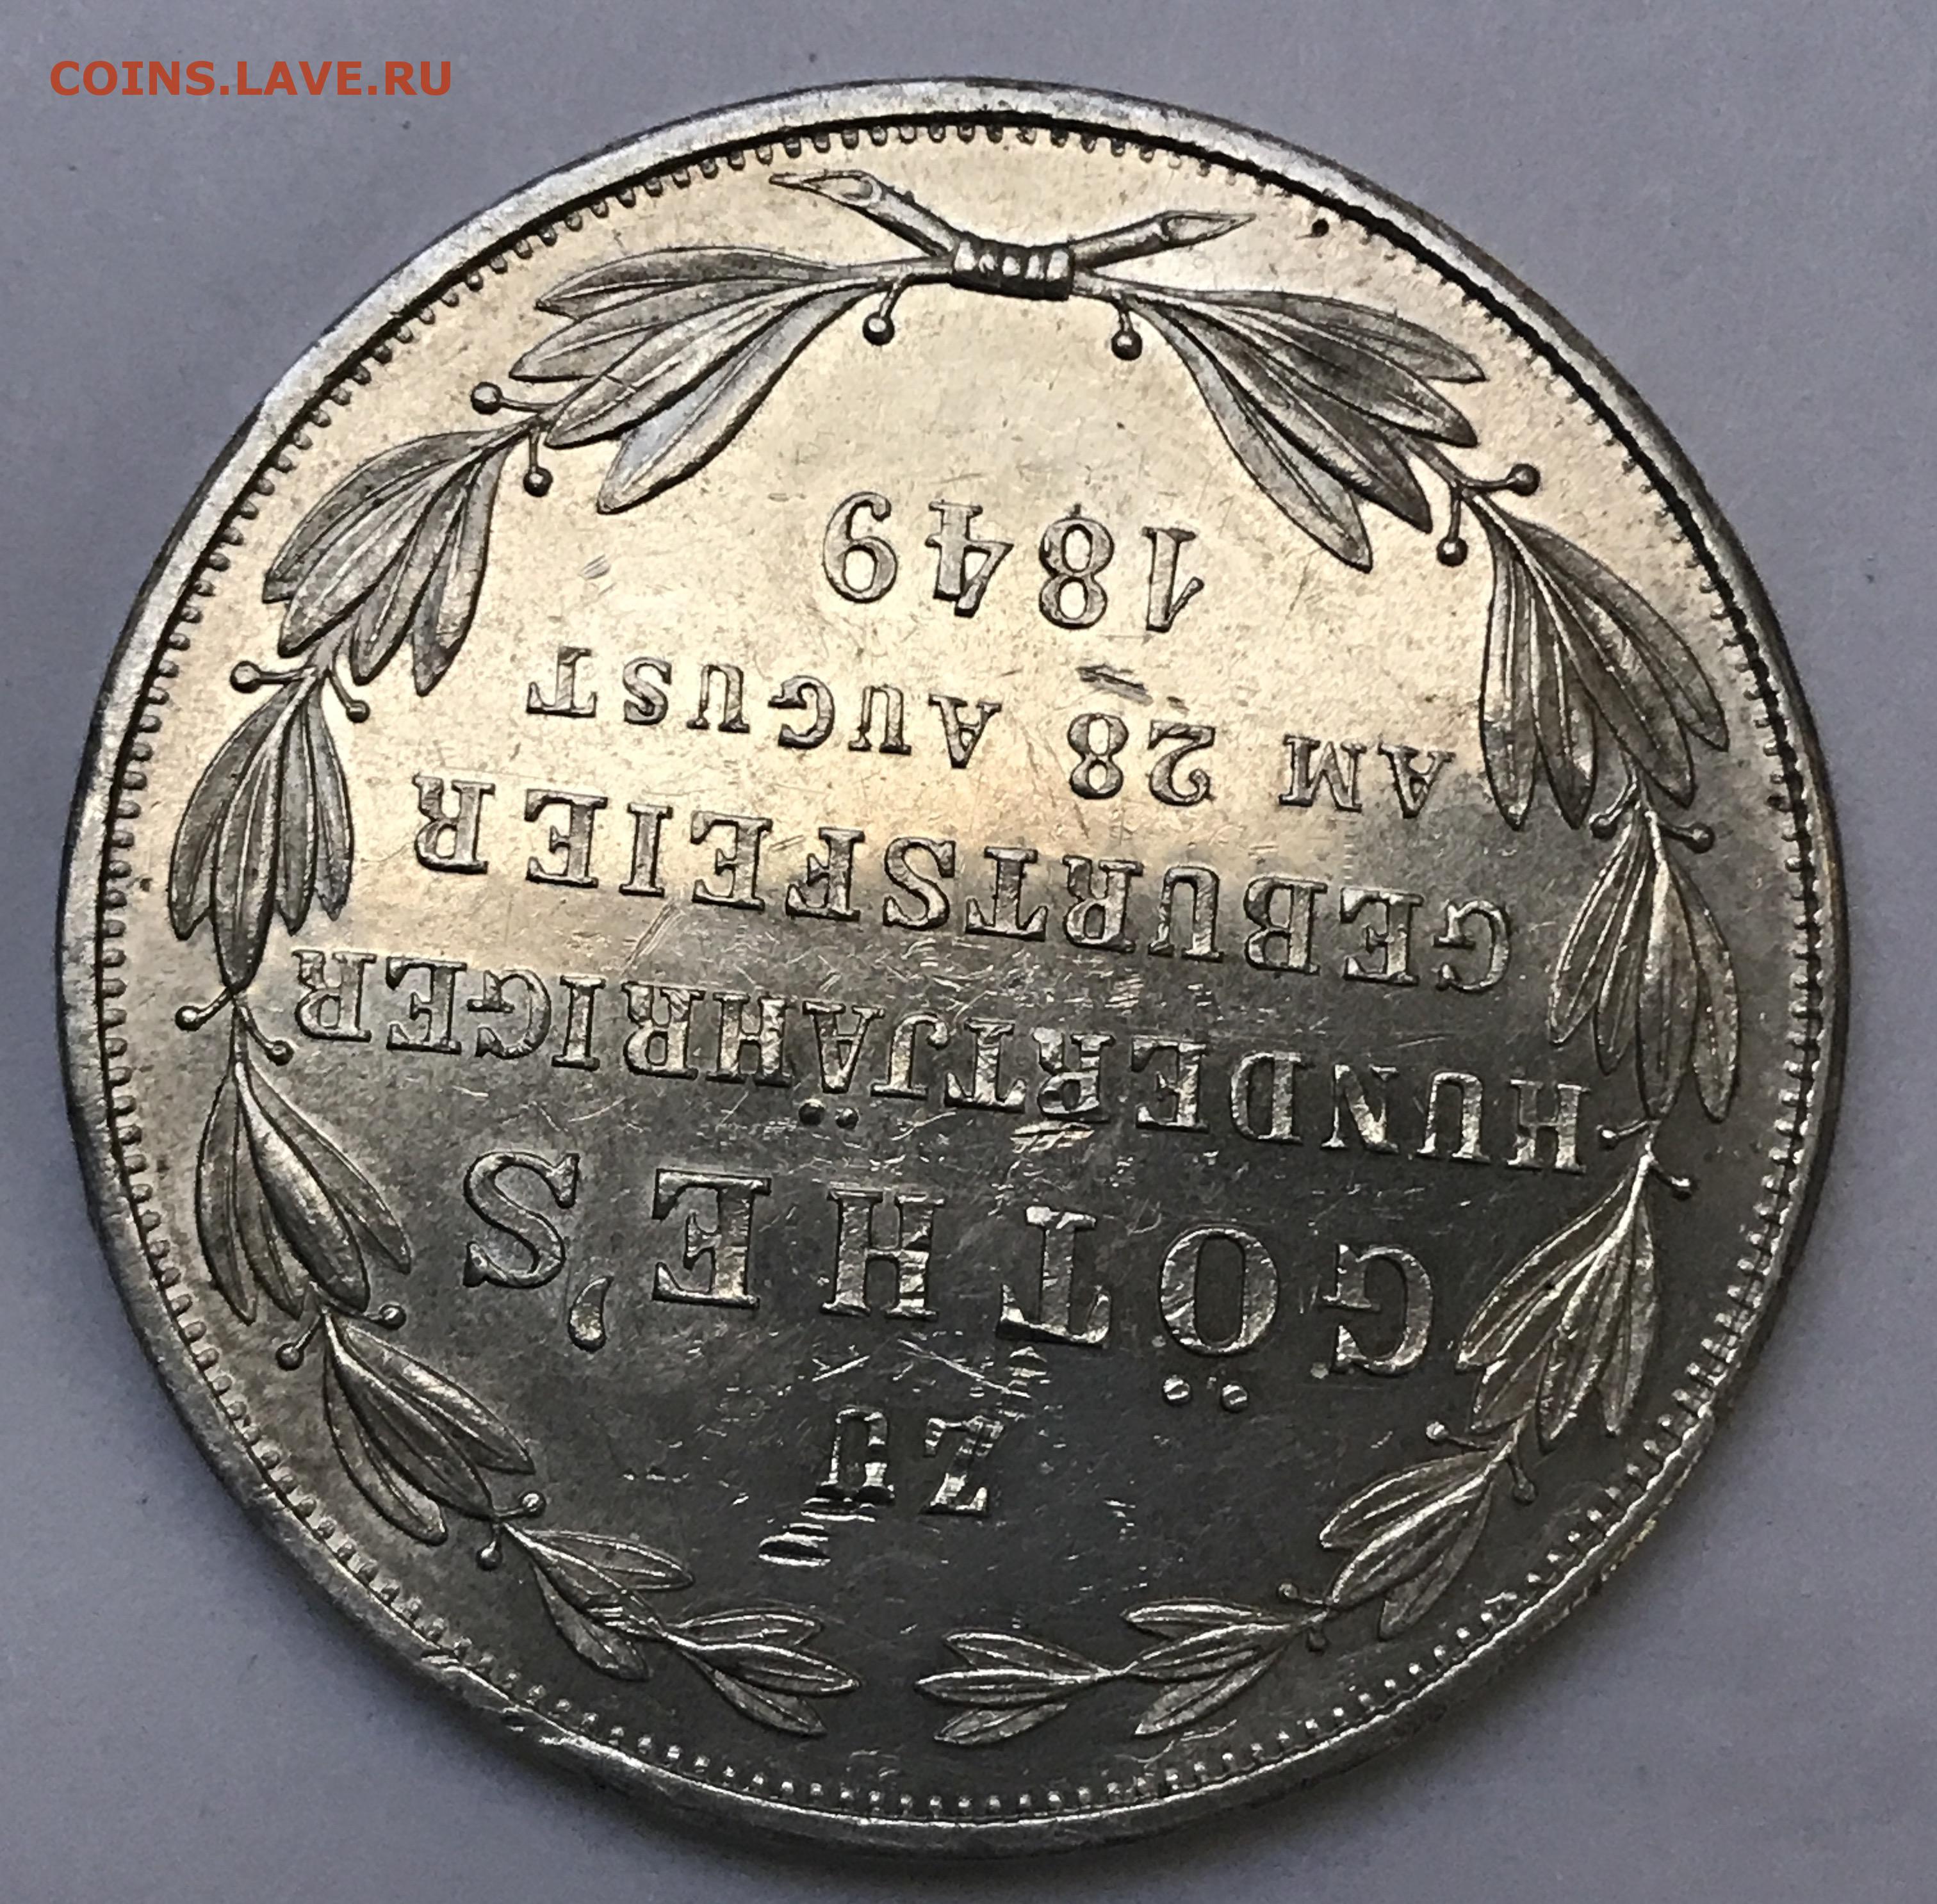 COINS.LAVE.RU
ZU
GÖTHE'S
HUNDERTJÄHRIGER
GEBURTSFEIER
AM 28 AUGUST
1849